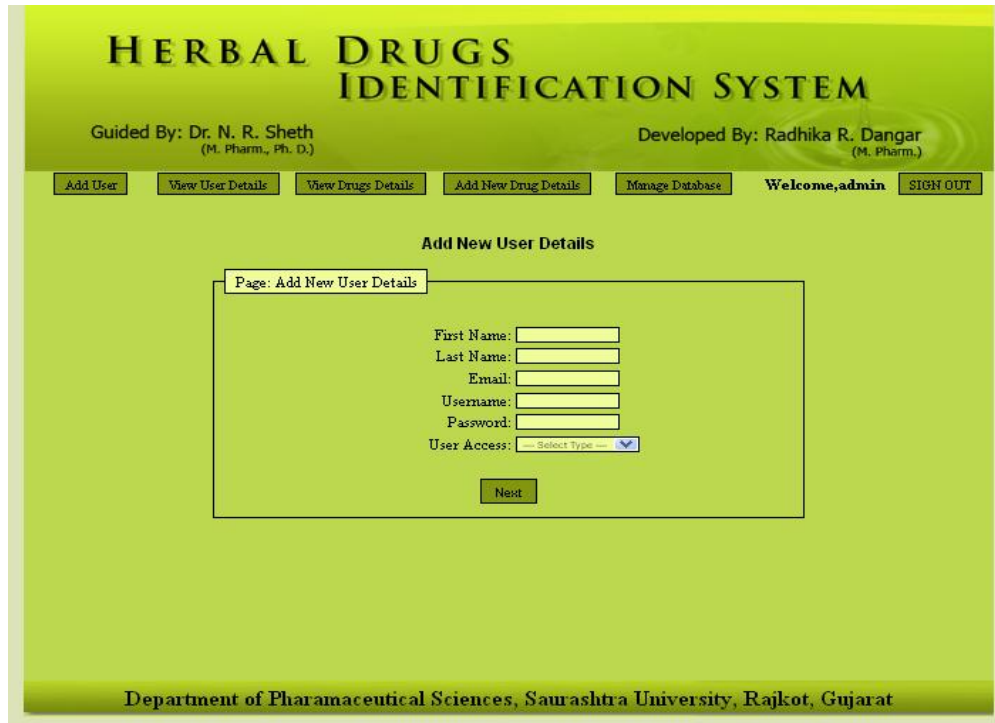 HERBAL DRUGS
IDENTIFICATION SYSTEM
Guided By: Dr. N. R. Sheth
(M. Pharm., Ph. D.)
Developed By: Radhika R. Dangar
(M. Pharm.)
Add User View User Details View Drugs Details Add New Drug Details Manage Database Welcome,admin SIGN OUT
Add New User Details
Page: Add New User Details
First Name:
Last Name:
Email:
Username:
Password:
User Access: --- Select Type ---
Next
Department of Pharamaceutical Sciences, Saurashtra University, Rajkot, Gujarat